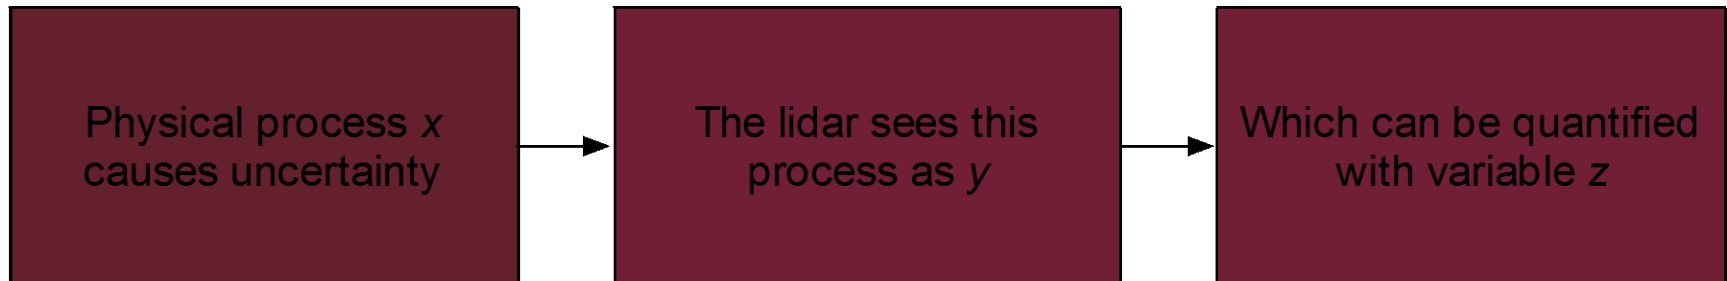 Physical process x
causes uncertainty
The lidar sees this
process as y
Which can be quantified
with variable z